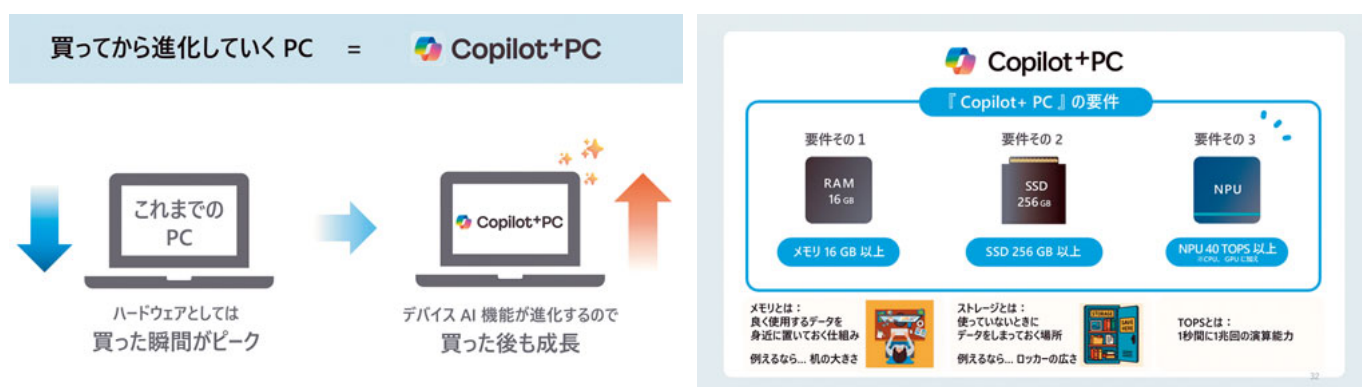 買ってから進化していく PC = Copilot+PC
これまでの
PC
Copilot+PC
ハードウェアとしては
買った瞬間がピーク
デバイス AI 機能が進化するので
買った後も成長
Copilot+PC
『 Copilot+ PC 』の要件
要件その 1
要件その 2
要件その 3
RAM
16 GB
SSD
256 GB
NPU
メモリ 16 GB 以上
SSD 256 GB 以上
NPU 40 TOPS 以上
※CPU、GPU に加え
メモリとは：
良く使用するデータを
身近に置いておく仕組み
例えるなら... 机の大きさ
ストレージとは：
使っていないときに
データをしまっておく場所
例えるなら... ロッカーの広さ
STORAGE
SAVE
HERE
TOPSとは：
1秒間に1兆回の演算能力
32